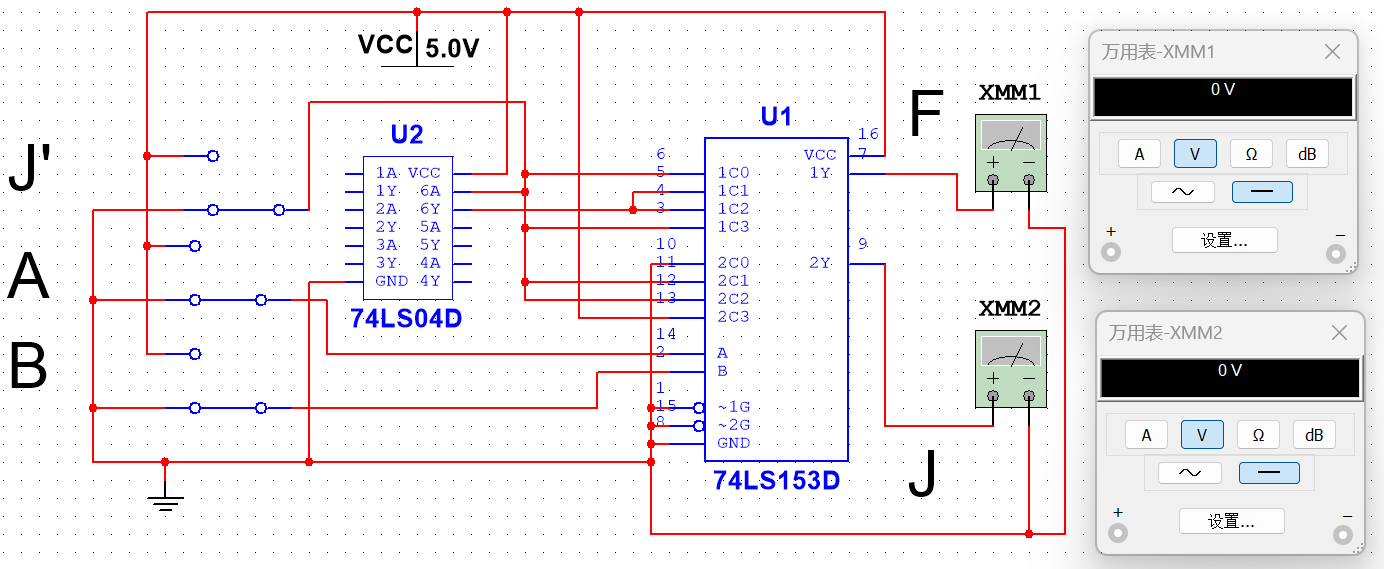 VCC
5.0V
J'
A
B
U2
1A VCC
1Y 6A
2A 6Y
2Y 5A
3A 5Y
3Y 4A
GND 4Y
74LS04D
U1
16
6 VCC 7
5 1C0 1Y
4 1C1
3 1C2
1C3
10 9
11 2C0 2Y
12 2C1
13 2C2
2C3
14
2 A
B
1
15 ~1G
8 ~2G
GND
74LS153D
F
XMM1
+ −
XMM2
+ −
J
万用表-XMM1
0 V
A V Ω dB
+ 设置... −
万用表-XMM2
0 V
A V Ω dB
+ 设置... −